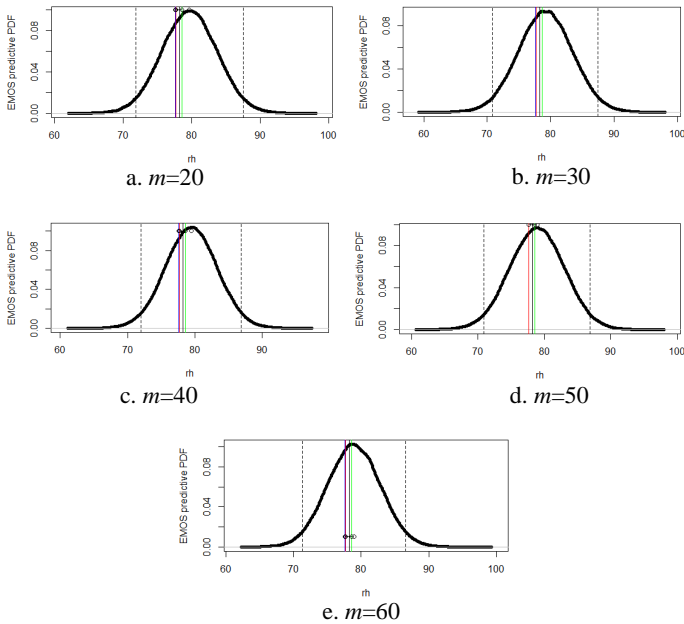 EMOS predictive PDF
0.00 0.04 0.08
60 70 80 90 100
rh
a. m=20
EMOS predictive PDF
0.00 0.04 0.08
60 70 80 90 100
rh
b. m=30
EMOS predictive PDF
0.00 0.04 0.08
60 70 80 90
rh
c. m=40
EMOS predictive PDF
0.00 0.04 0.08
60 70 80 90 100
rh
d. m=50
EMOS predictive PDF
0.00 0.04 0.08
60 70 80 90 100
rh
e. m=60